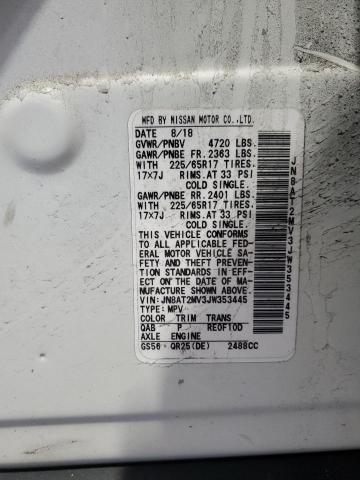 MFD BY NISSAN MOTOR CO.,LTD.
DATE 8/18
GVWR/PNBV 4720 LBS.
GAWR/PNBE FR.2363 LBS.
WITH 225/65R17 TIRES,
17×7J RIMS.AT 33 PSI
COLD SINGLE.
GAWR/PNBE RR.2401 LBS.
WITH 225/65R17 TIRES,
17×7J RIMS.AT 33 PSI
COLD SINGLE.
THIS VEHICLE CONFORMS
TO ALL APPLICABLE FED-
ERAL MOTOR VEHICLE SA-
FETY AND THEFT PREVEN-
TION STANDARDS IN EFF-
ECT ON THE DATE OF MA-
NUFACTURE SHOWN ABOVE.
VIN:JN8AT2MV3JW353445
TYPE:MPV
COLOR TRIM TRANS
QAB P RE0F10D
AXLE ENGINE
GS56 QR25(DE) 2488CC
JN8AT2MV3JW353445